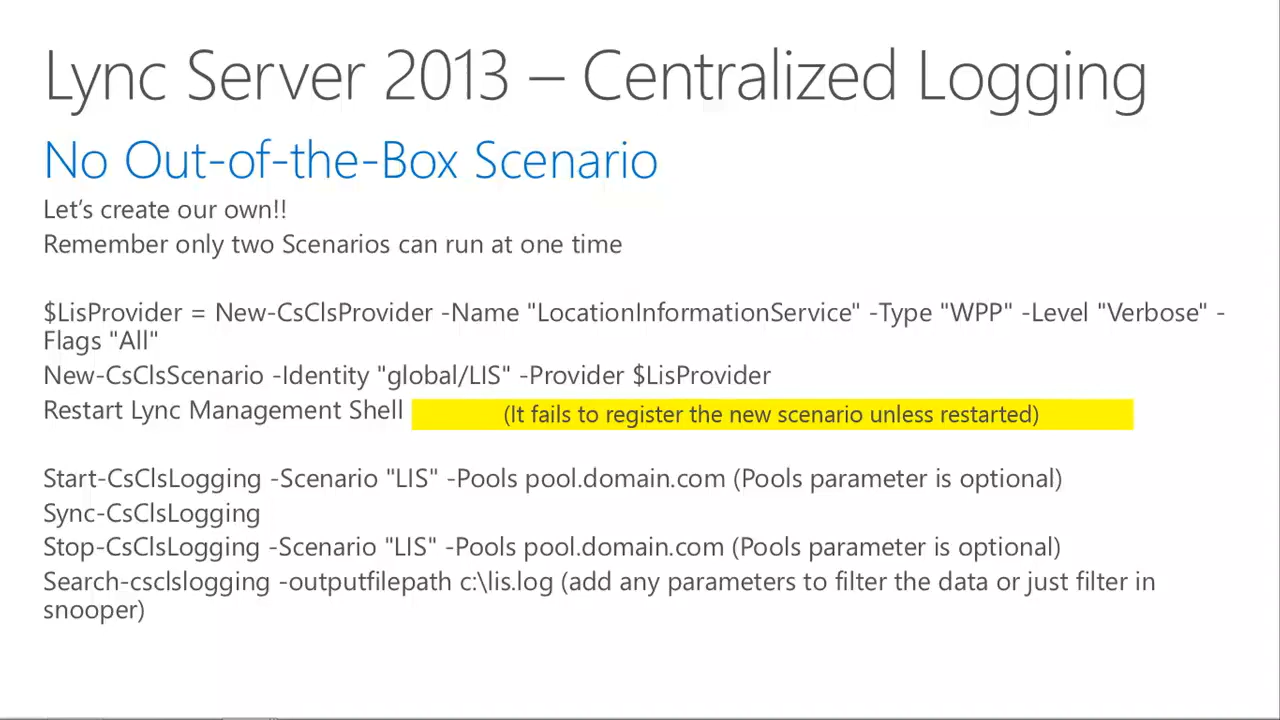 Lync Server 2013 – Centralized Logging
No Out-of-the-Box Scenario
Let's create our own!!
Remember only two Scenarios can run at one time
$LisProvider = New-CsClsProvider -Name "LocationInformationService" -Type "WPP" -Level "Verbose" -
Flags "All"
New-CsClsScenario -Identity "global/LIS" -Provider $LisProvider
Restart Lync Management Shell (It fails to register the new scenario unless restarted)
Start-CsClsLogging -Scenario "LIS" -Pools pool.domain.com (Pools parameter is optional)
Sync-CsClsLogging
Stop-CsClsLogging -Scenario "LIS" -Pools pool.domain.com (Pools parameter is optional)
Search-csclslogging -outputfilepath c:\lis.log (add any parameters to filter the data or just filter in
snooper)